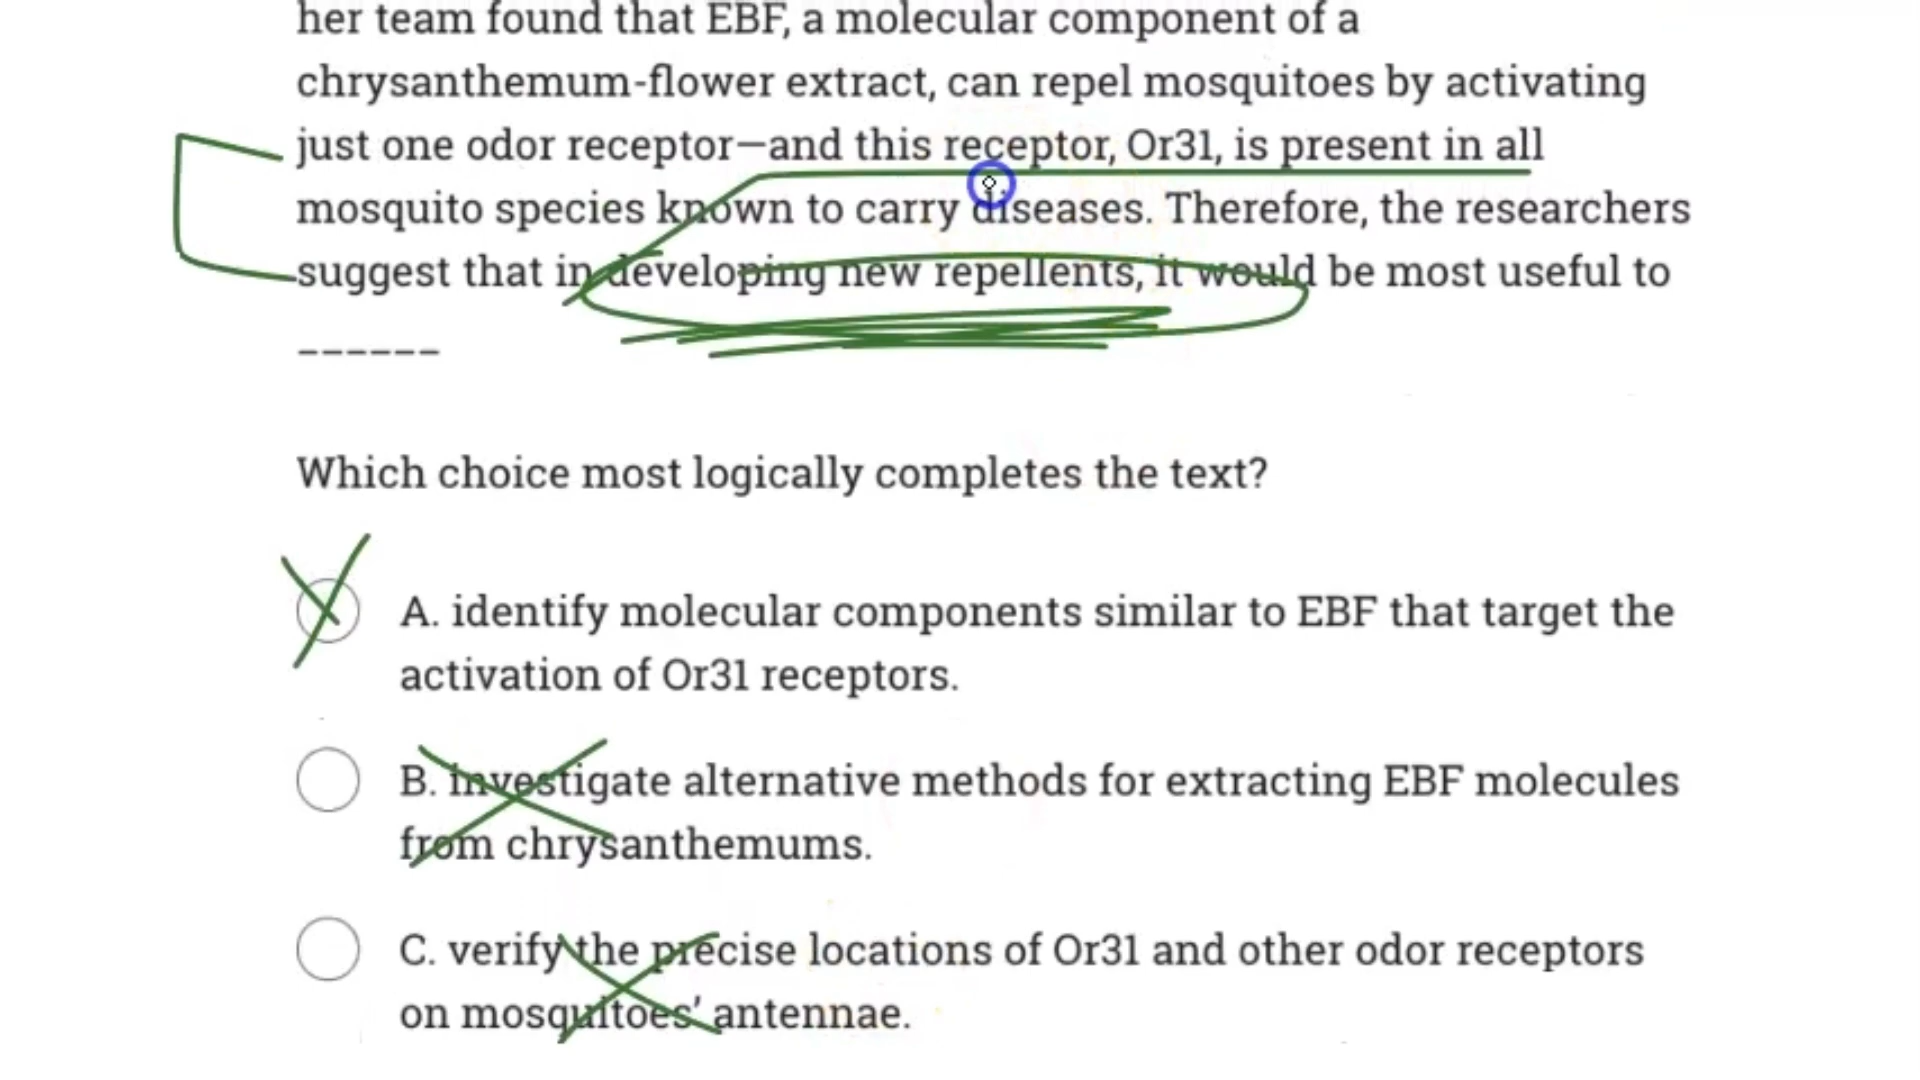 her team found that EBF, a molecular component of a
chrysanthemum-flower extract, can repel mosquitoes by activating
just one odor receptor—and this receptor, Or31, is present in all
mosquito species known to carry diseases. Therefore, the researchers
suggest that in developing new repellents, it would be most useful to
______
Which choice most logically completes the text?
A. identify molecular components similar to EBF that target the
activation of Or31 receptors.
B. investigate alternative methods for extracting EBF molecules
from chrysanthemums.
C. verify the precise locations of Or31 and other odor receptors
on mosquitoes’ antennae.